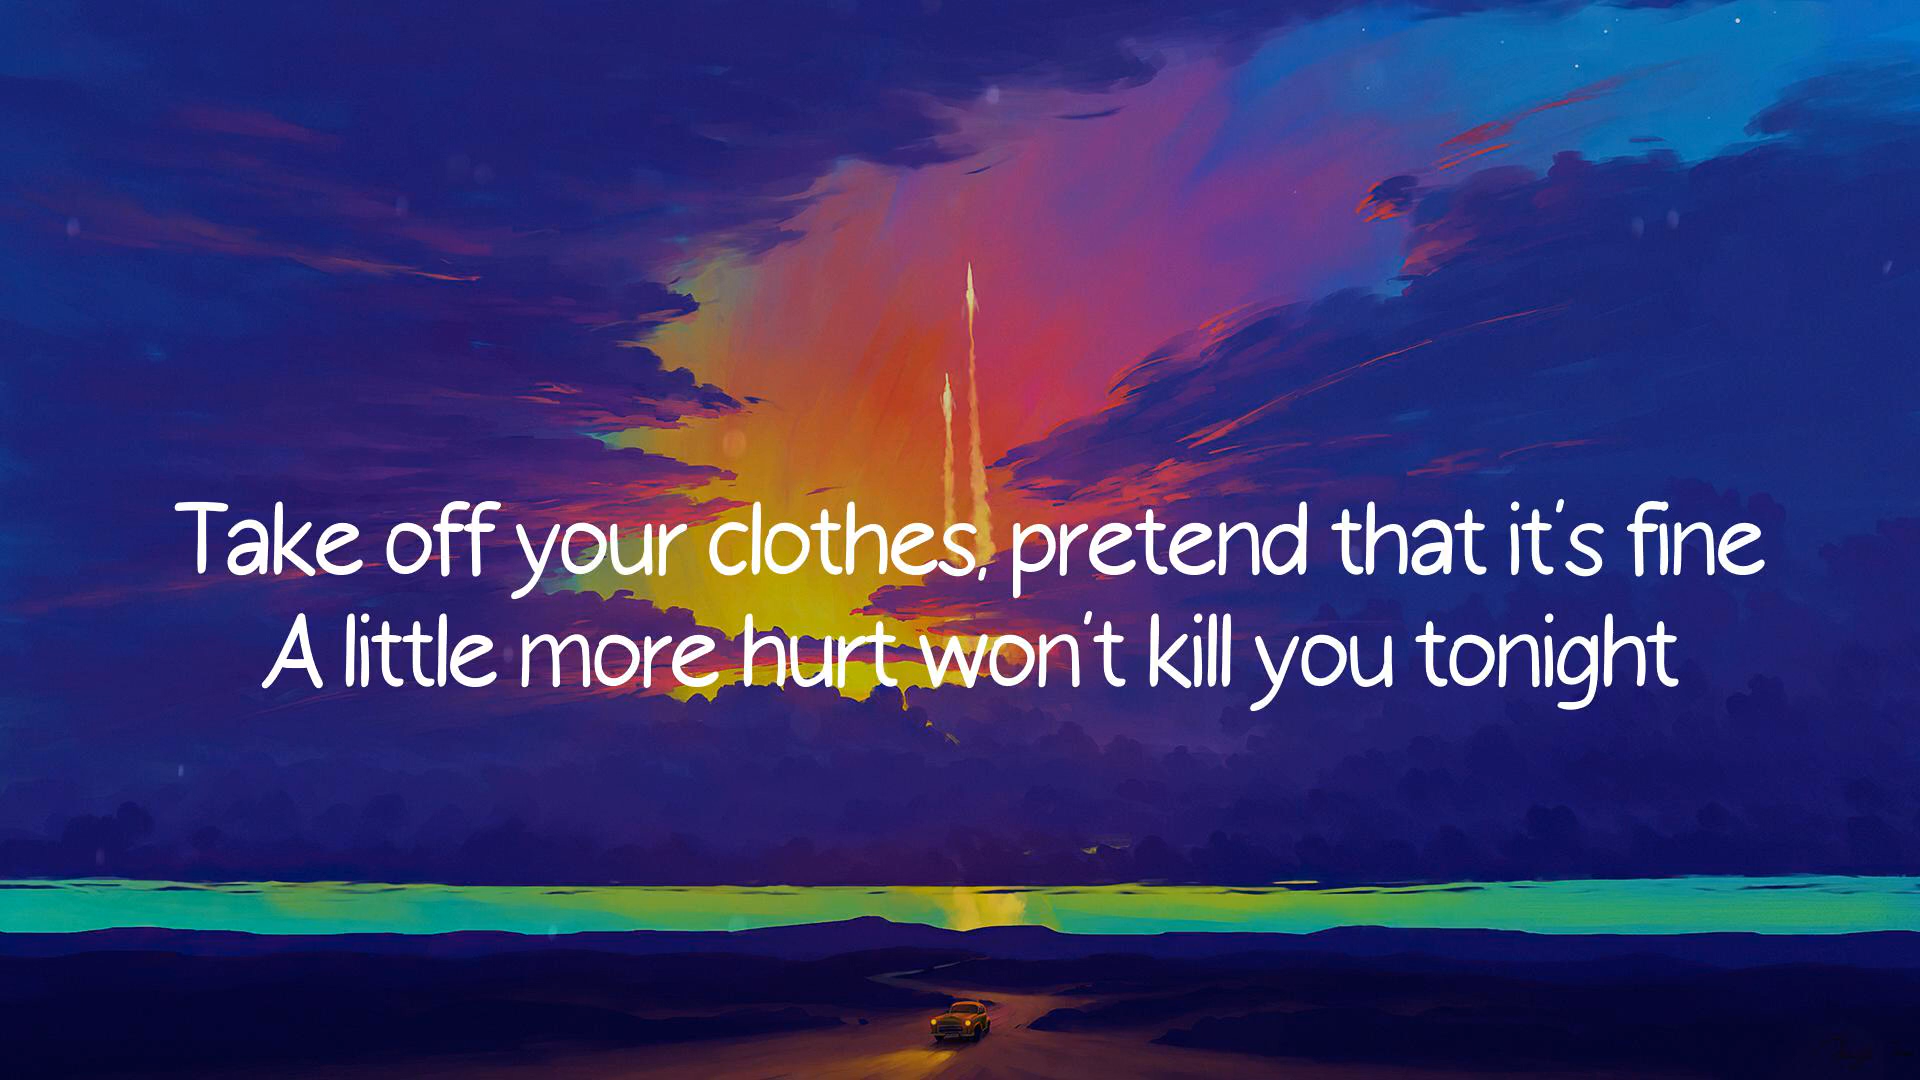 Take off your clothes, pretend that it's fine
A little more hurt won't kill you tonight